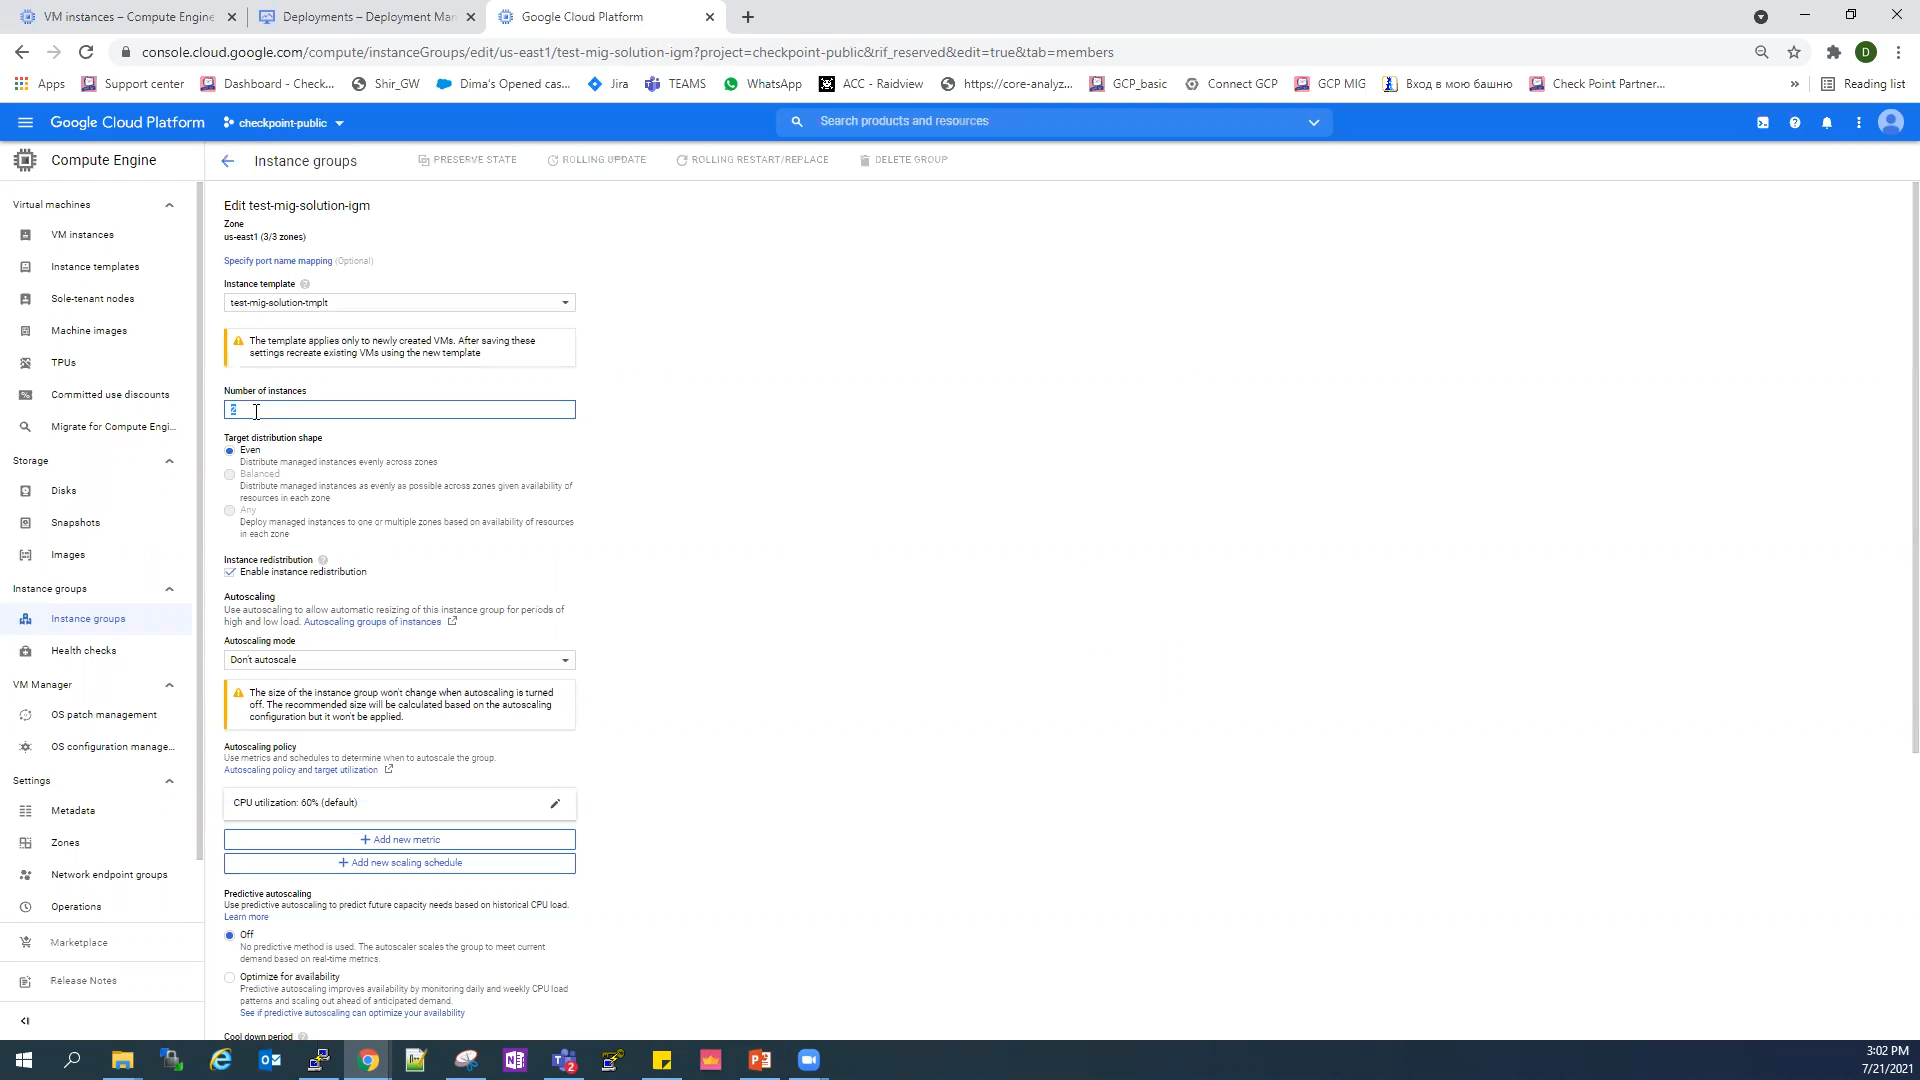 VM instances – Compute Engine
Deployments – Deployment Man
Google Cloud Platform
console.cloud.google.com/compute/instanceGroups/edit/us-east1/test-mig-solution-igm?project=checkpoint-public&rif_reserved&edit=true&tab=members
D
Apps
Support center
Dashboard - Check...
Shir_GW
Dima's Opened cas...
Jira
TEAMS
WhatsApp
ACC - Raidview
https://core-analyz...
GCP_basic
Connect GCP
GCP MIG
Вход в мою башню
Check Point Partner...
»
Reading list
Google Cloud Platform
checkpoint-public
Search products and resources
Compute Engine
Instance groups
PRESERVE STATE
ROLLING UPDATE
ROLLING RESTART/REPLACE
DELETE GROUP
Virtual machines
VM instances
Instance templates
Sole-tenant nodes
Machine images
TPUs
Committed use discounts
Migrate for Compute Engi...
Storage
Disks
Snapshots
Images
Instance groups
Instance groups
Health checks
VM Manager
OS patch management
OS configuration manage...
Settings
Metadata
Zones
Network endpoint groups
Operations
Marketplace
Release Notes
Edit test-mig-solution-igm
Zone
us-east1 (3/3 zones)
Specify port name mapping (Optional)
Instance template
test-mig-solution-tmplt
The template applies only to newly created VMs. After saving these
settings recreate existing VMs using the new template
Number of instances
2
Target distribution shape
Even
Distribute managed instances evenly across zones
Balanced
Distribute managed instances as evenly as possible across zones given availability of
resources in each zone
Any
Deploy managed instances to one or multiple zones based on availability of resources
in each zone
Instance redistribution
Enable instance redistribution
Autoscaling
Use autoscaling to allow automatic resizing of this instance group for periods of
high and low load. Autoscaling groups of instances
Autoscaling mode
Don't autoscale
The size of the instance group won't change when autoscaling is turned
off. The recommended size will be calculated based on the autoscaling
configuration but it won't be applied.
Autoscaling policy
Use metrics and schedules to determine when to autoscale the group.
Autoscaling policy and target utilization
CPU utilization: 60% (default)
Add new metric
Add new scaling schedule
Predictive autoscaling
Use predictive autoscaling to predict future capacity needs based on historical CPU load.
Learn more
Off
No predictive method is used. The autoscaler scales the group to meet current
demand based on real-time metrics.
Optimize for availability
Predictive autoscaling improves availability by monitoring daily and weekly CPU load
patterns and scaling out ahead of anticipated demand.
See if predictive autoscaling can optimize your availability
Cool down period
3:02 PM
7/21/2021